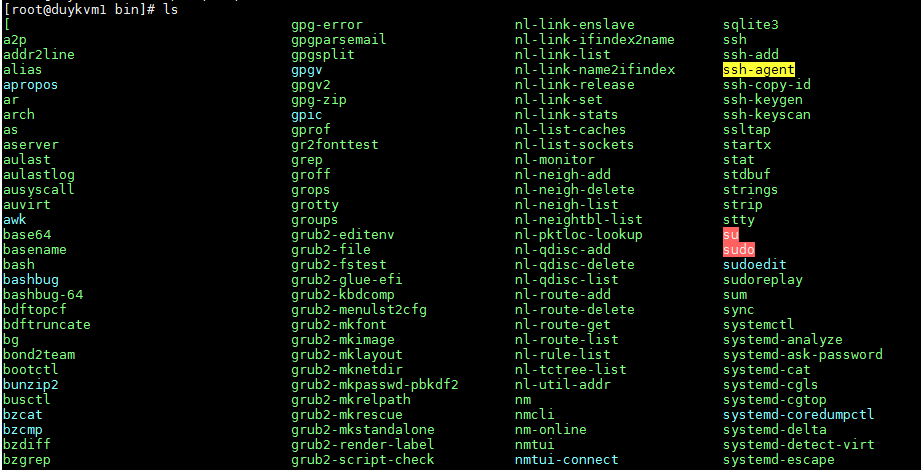 [root@duykvm1 bin]# ls
[ gpg-error nl-link-enslave sqlite3
a2p gpgparsemail nl-link-ifindex2name ssh
addr2line gpgsplit nl-link-list ssh-add
alias gpgv nl-link-name2ifindex ssh-agent
apropos gpgv2 nl-link-release ssh-copy-id
ar gpg-zip nl-link-set ssh-keygen
arch gpic nl-link-stats ssh-keyscan
as gprof nl-list-caches ssltap
aserver gr2fonttest nl-list-sockets startx
aulast grep nl-monitor stat
aulastlog groff nl-neigh-add stdbuf
ausyscall grops nl-neigh-delete strings
auvirt grotty nl-neigh-list strip
awk groups nl-neightbl-list stty
base64 grub2-editenv nl-pktloc-lookup su
basename grub2-file nl-qdisc-add sudo
bash grub2-fstest nl-qdisc-delete sudoedit
bashbug grub2-glue-efi nl-qdisc-list sudoreplay
bashbug-64 grub2-kbdcomp nl-route-add sum
bdftopcf grub2-menulst2cfg nl-route-delete sync
bdftruncate grub2-mkfont nl-route-get systemctl
bg grub2-mkimage nl-route-list systemd-analyze
bond2team grub2-mklayout nl-rule-list systemd-ask-password
bootctl grub2-mknetdir nl-tctree-list systemd-cat
bunzip2 grub2-mkpasswd-pbkdf2 nl-util-addr systemd-cgls
busctl grub2-mkrelpath nm systemd-cgtop
bzcat grub2-mkrescue nmcli systemd-coredumpctl
bzcmp grub2-mkstandalone nm-online systemd-delta
bzdiff grub2-render-label nmtui systemd-detect-virt
bzgrep grub2-script-check nmtui-connect systemd-escape